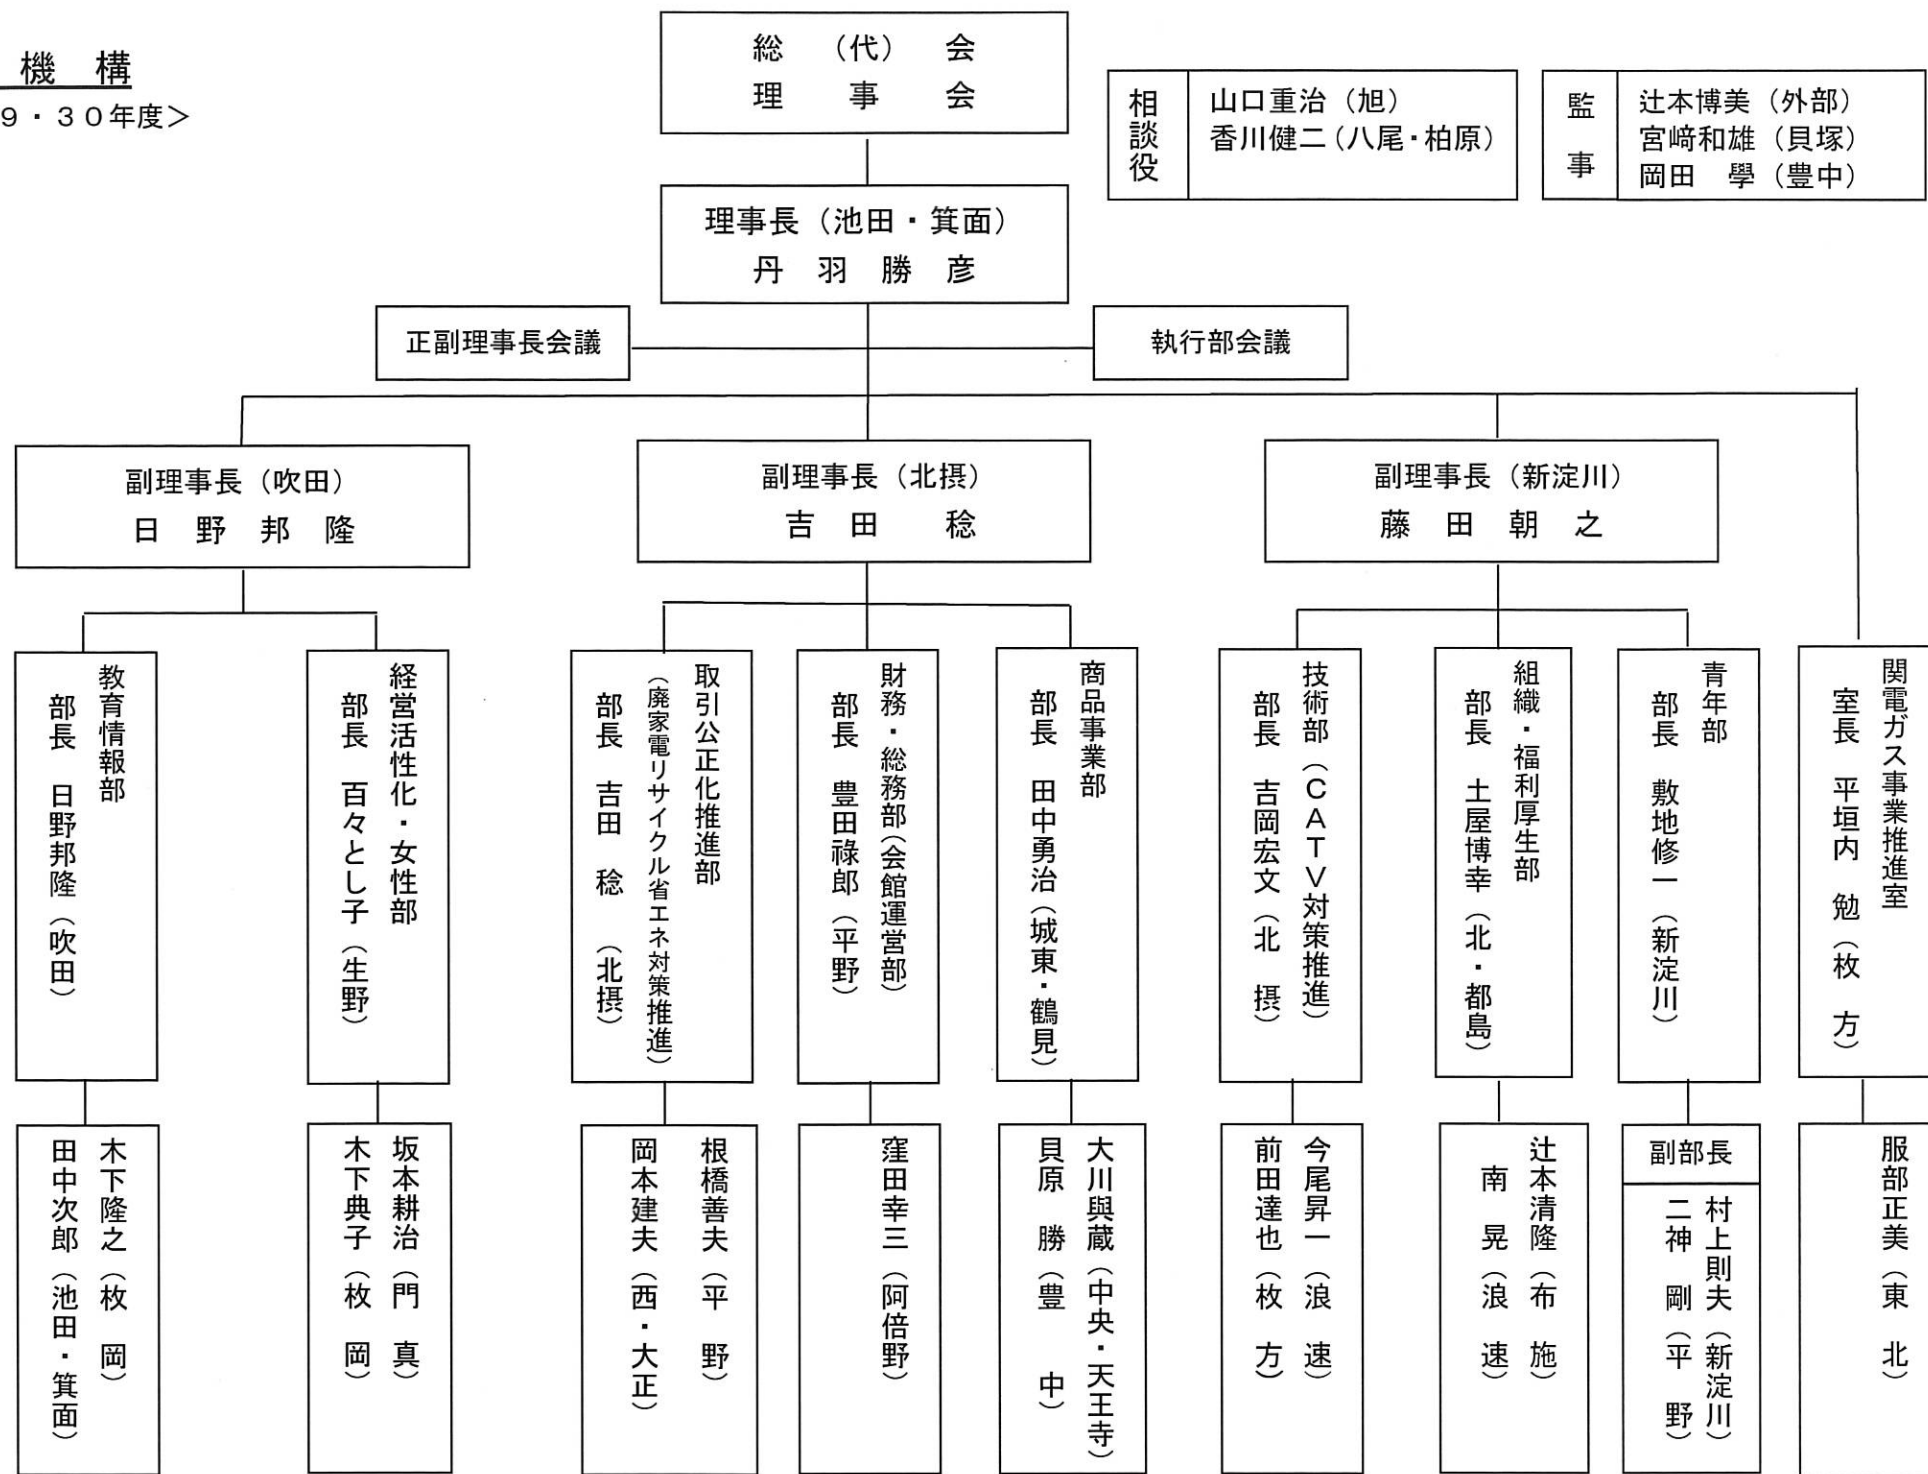 機 構
９・３０年度＞
総 （代） 会
理 事 会
相談役
山口重治（旭）
香川健二（八尾・柏原）
監事
辻本博美（外部）
宮﨑和雄（貝塚）
岡田 學（豊中）
理事長（池田・箕面）
丹 羽 勝 彦
正副理事長会議
執行部会議
副理事長（吹田）
日 野 邦 隆
副理事長（北摂）
吉 田 稔
副理事長（新淀川）
藤 田 朝 之
教育情報部
部長 日野邦隆（吹田）
経営活性化・女性部
部長 百々とし子（生野）
取引公正化推進部
（廃家電リサイクル省エネ対策推進）
部長 吉田 稔 （北摂）
財務・総務部（会館運営部）
部長 豊田祿郎（平野）
商品事業部
部長 田中勇治（城東・鶴見）
技術部（ＣＡＴＶ対策推進）
部長 吉岡宏文（北 摂）
組織・福利厚生部
部長 土屋博幸（北・都島）
青年部
部長 敷地修一（新淀川）
関電ガス事業推進室
室長 平垣内 勉（枚 方）
木下隆之（枚 岡）
田中次郎（池田・箕面）
坂本耕治（門 真）
木下典子（枚 岡）
根橋善夫（平 野）
岡本建夫（西・大正）
窪田幸三（阿倍野）
大川與蔵（中央・天王寺）
貝原 勝（豊 中）
今尾昇一（浪 速）
前田達也（枚 方）
辻本清隆（布 施）
南 晃（浪 速）
副部長
村上則夫（新淀川）
二神 剛（平 野）
服部正美（東 北）